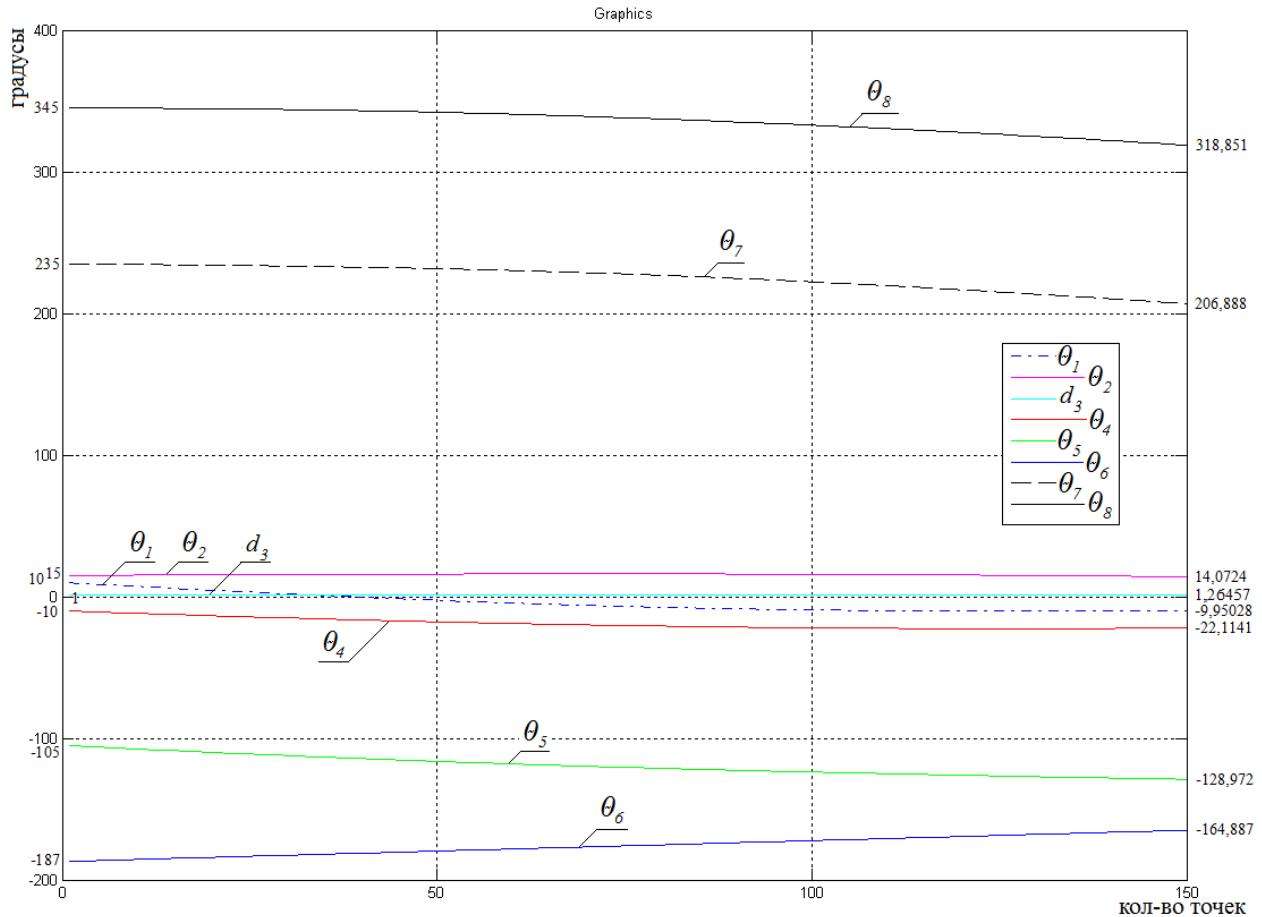 Graphics
градусы
400
345
300
235
200
100
15
10
0
1
-10
-100
-105
-187
-200
0
50
100
150
кол-во точек
318,851
206,888
14,0724
1,26457
-9,95028
-22,1141
-128,972
-164,887
θ8
θ7
θ1
θ2
d3
θ4
θ5
θ6
θ1
θ2
d3
θ4
θ5
θ6
θ7
θ8